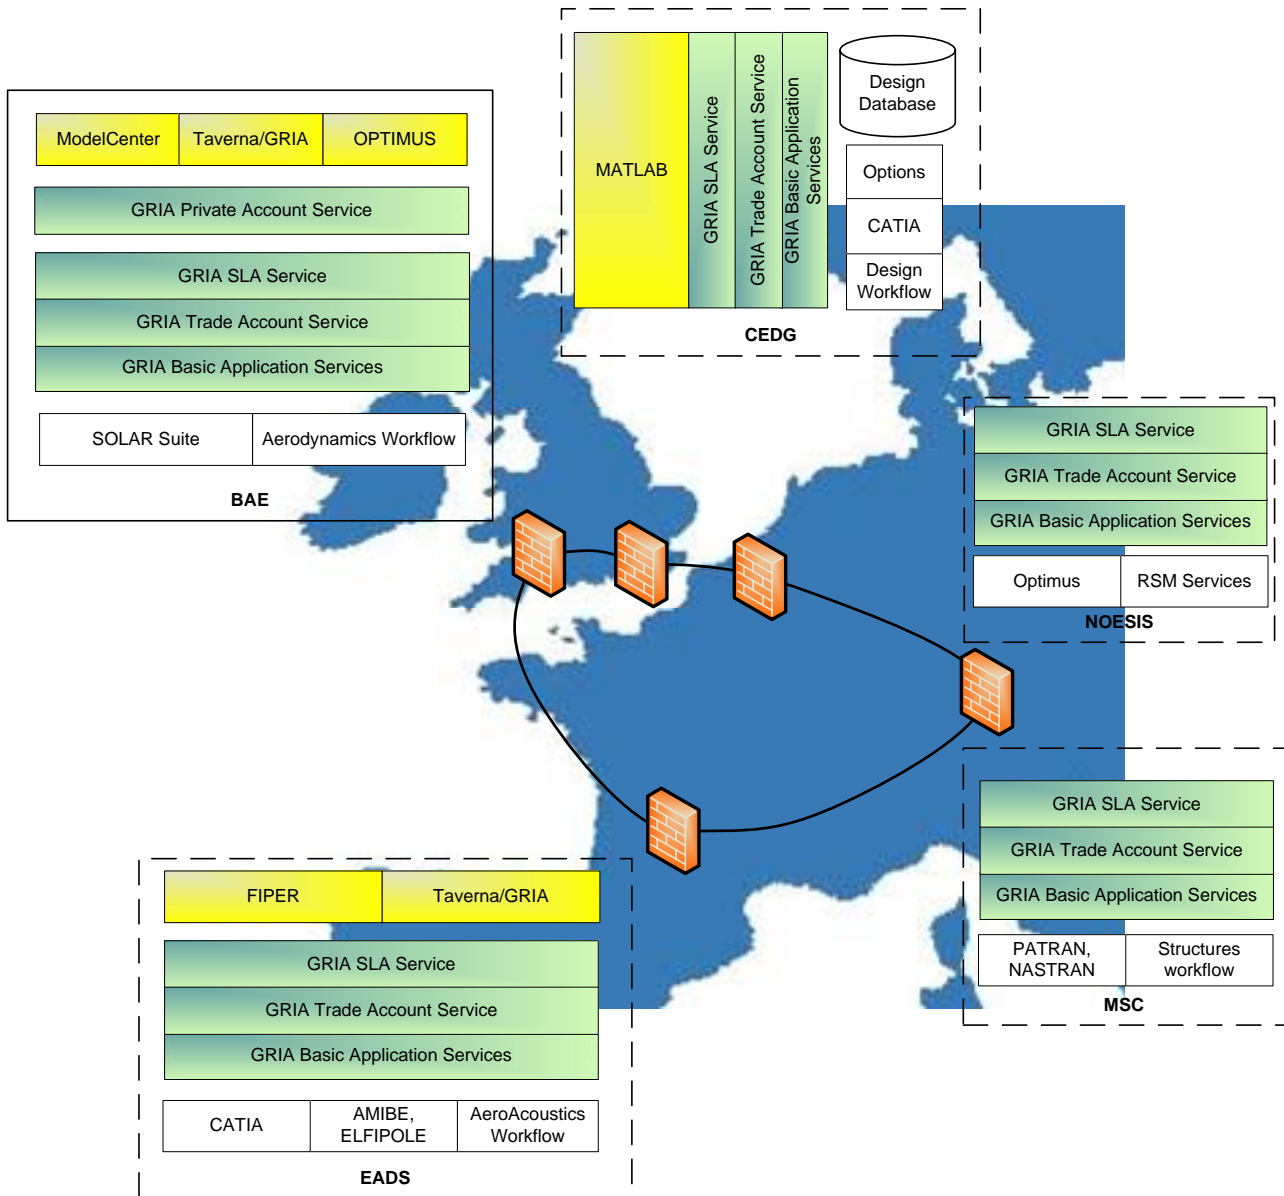 ModelCenter
Taverna/GRIA
OPTIMUS
GRIA Private Account Service
GRIA SLA Service
GRIA Trade Account Service
GRIA Basic Application Services
SOLAR Suite
Aerodynamics Workflow
BAE
MATLAB
GRIA SLA Service
GRIA Trade Account Service
GRIA Basic Application
Services
Design
Database
Options
CATIA
Design
Workflow
CEDG
GRIA SLA Service
GRIA Trade Account Service
GRIA Basic Application Services
Optimus
RSM Services
NOESIS
GRIA SLA Service
GRIA Trade Account Service
GRIA Basic Application Services
PATRAN,
NASTRAN
Structures
workflow
MSC
FIPER
Taverna/GRIA
GRIA SLA Service
GRIA Trade Account Service
GRIA Basic Application Services
CATIA
AMIBE,
ELFIPOLE
AeroAcoustics
Workflow
EADS